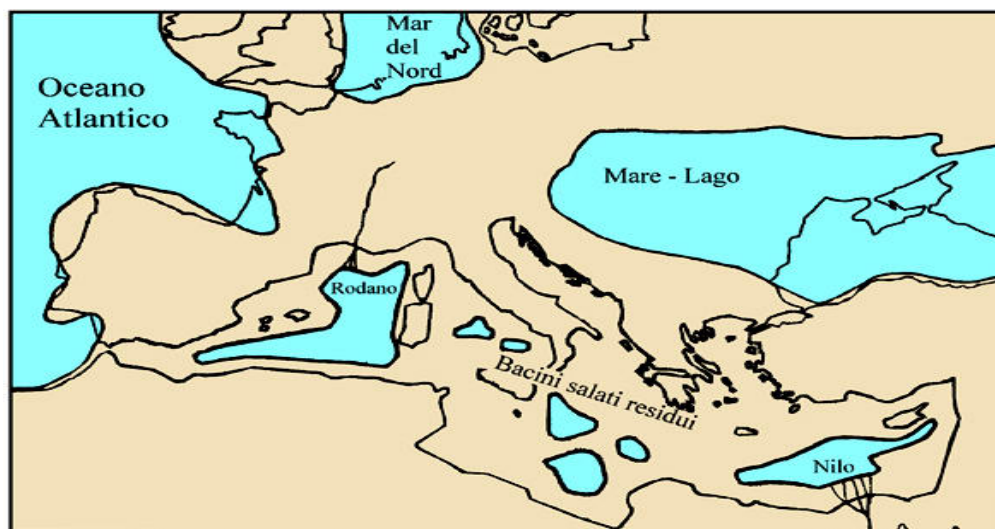 Mar
del
Nord
Oceano
Atlantico
Mare - Lago
Rodano
Bacini salati residui
Nilo